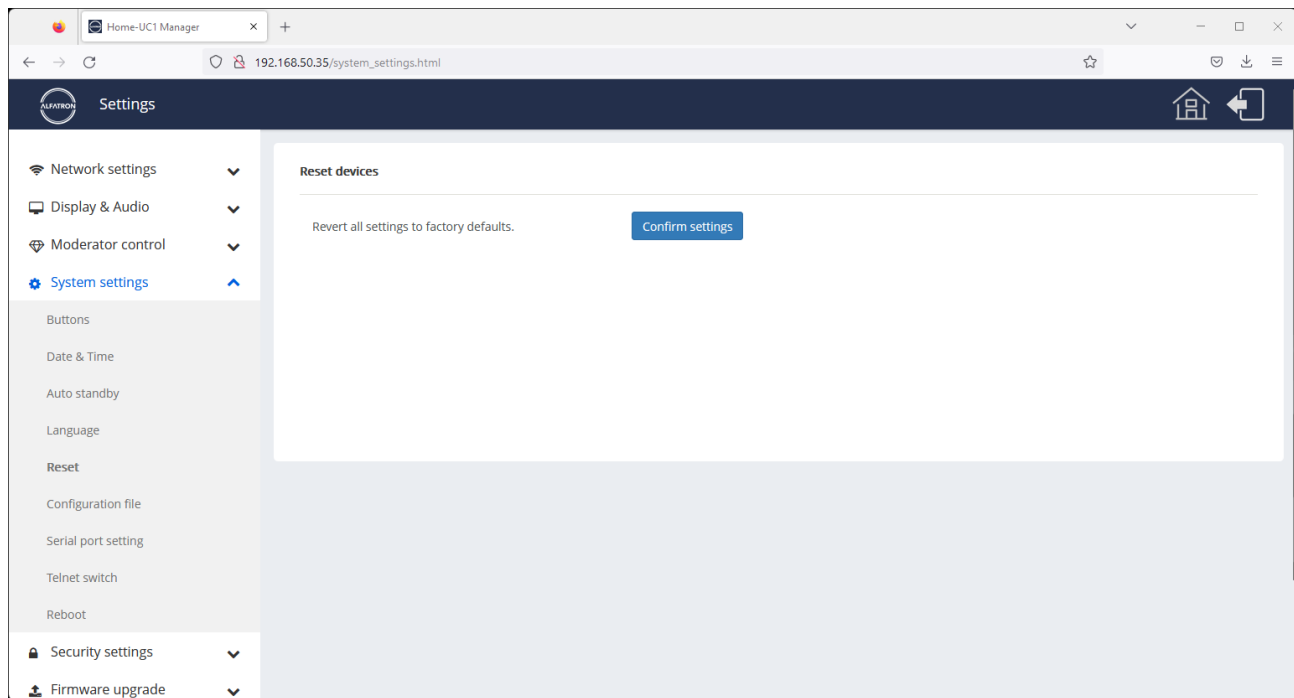 Home-UC1 Manager
192.168.50.35/system_settings.html
ALFATRON
Settings
Network settings
Display & Audio
Moderator control
System settings
Buttons
Date & Time
Auto standby
Language
Reset
Configuration file
Serial port setting
Telnet switch
Reboot
Security settings
Firmware upgrade
Reset devices
Revert all settings to factory defaults.
Confirm settings